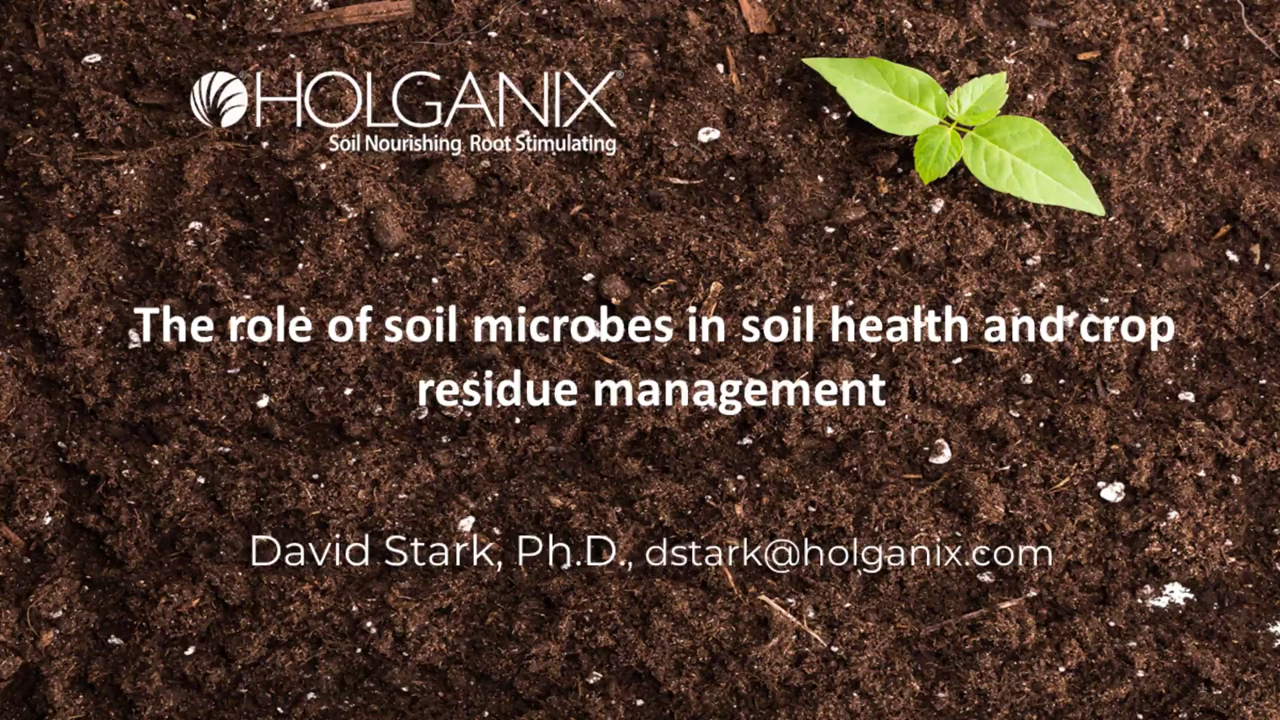 HOLGANIX®
Soil Nourishing Root Stimulating
The role of soil microbes in soil health and crop
residue management
David Stark, Ph.D., dstark@holganix.com